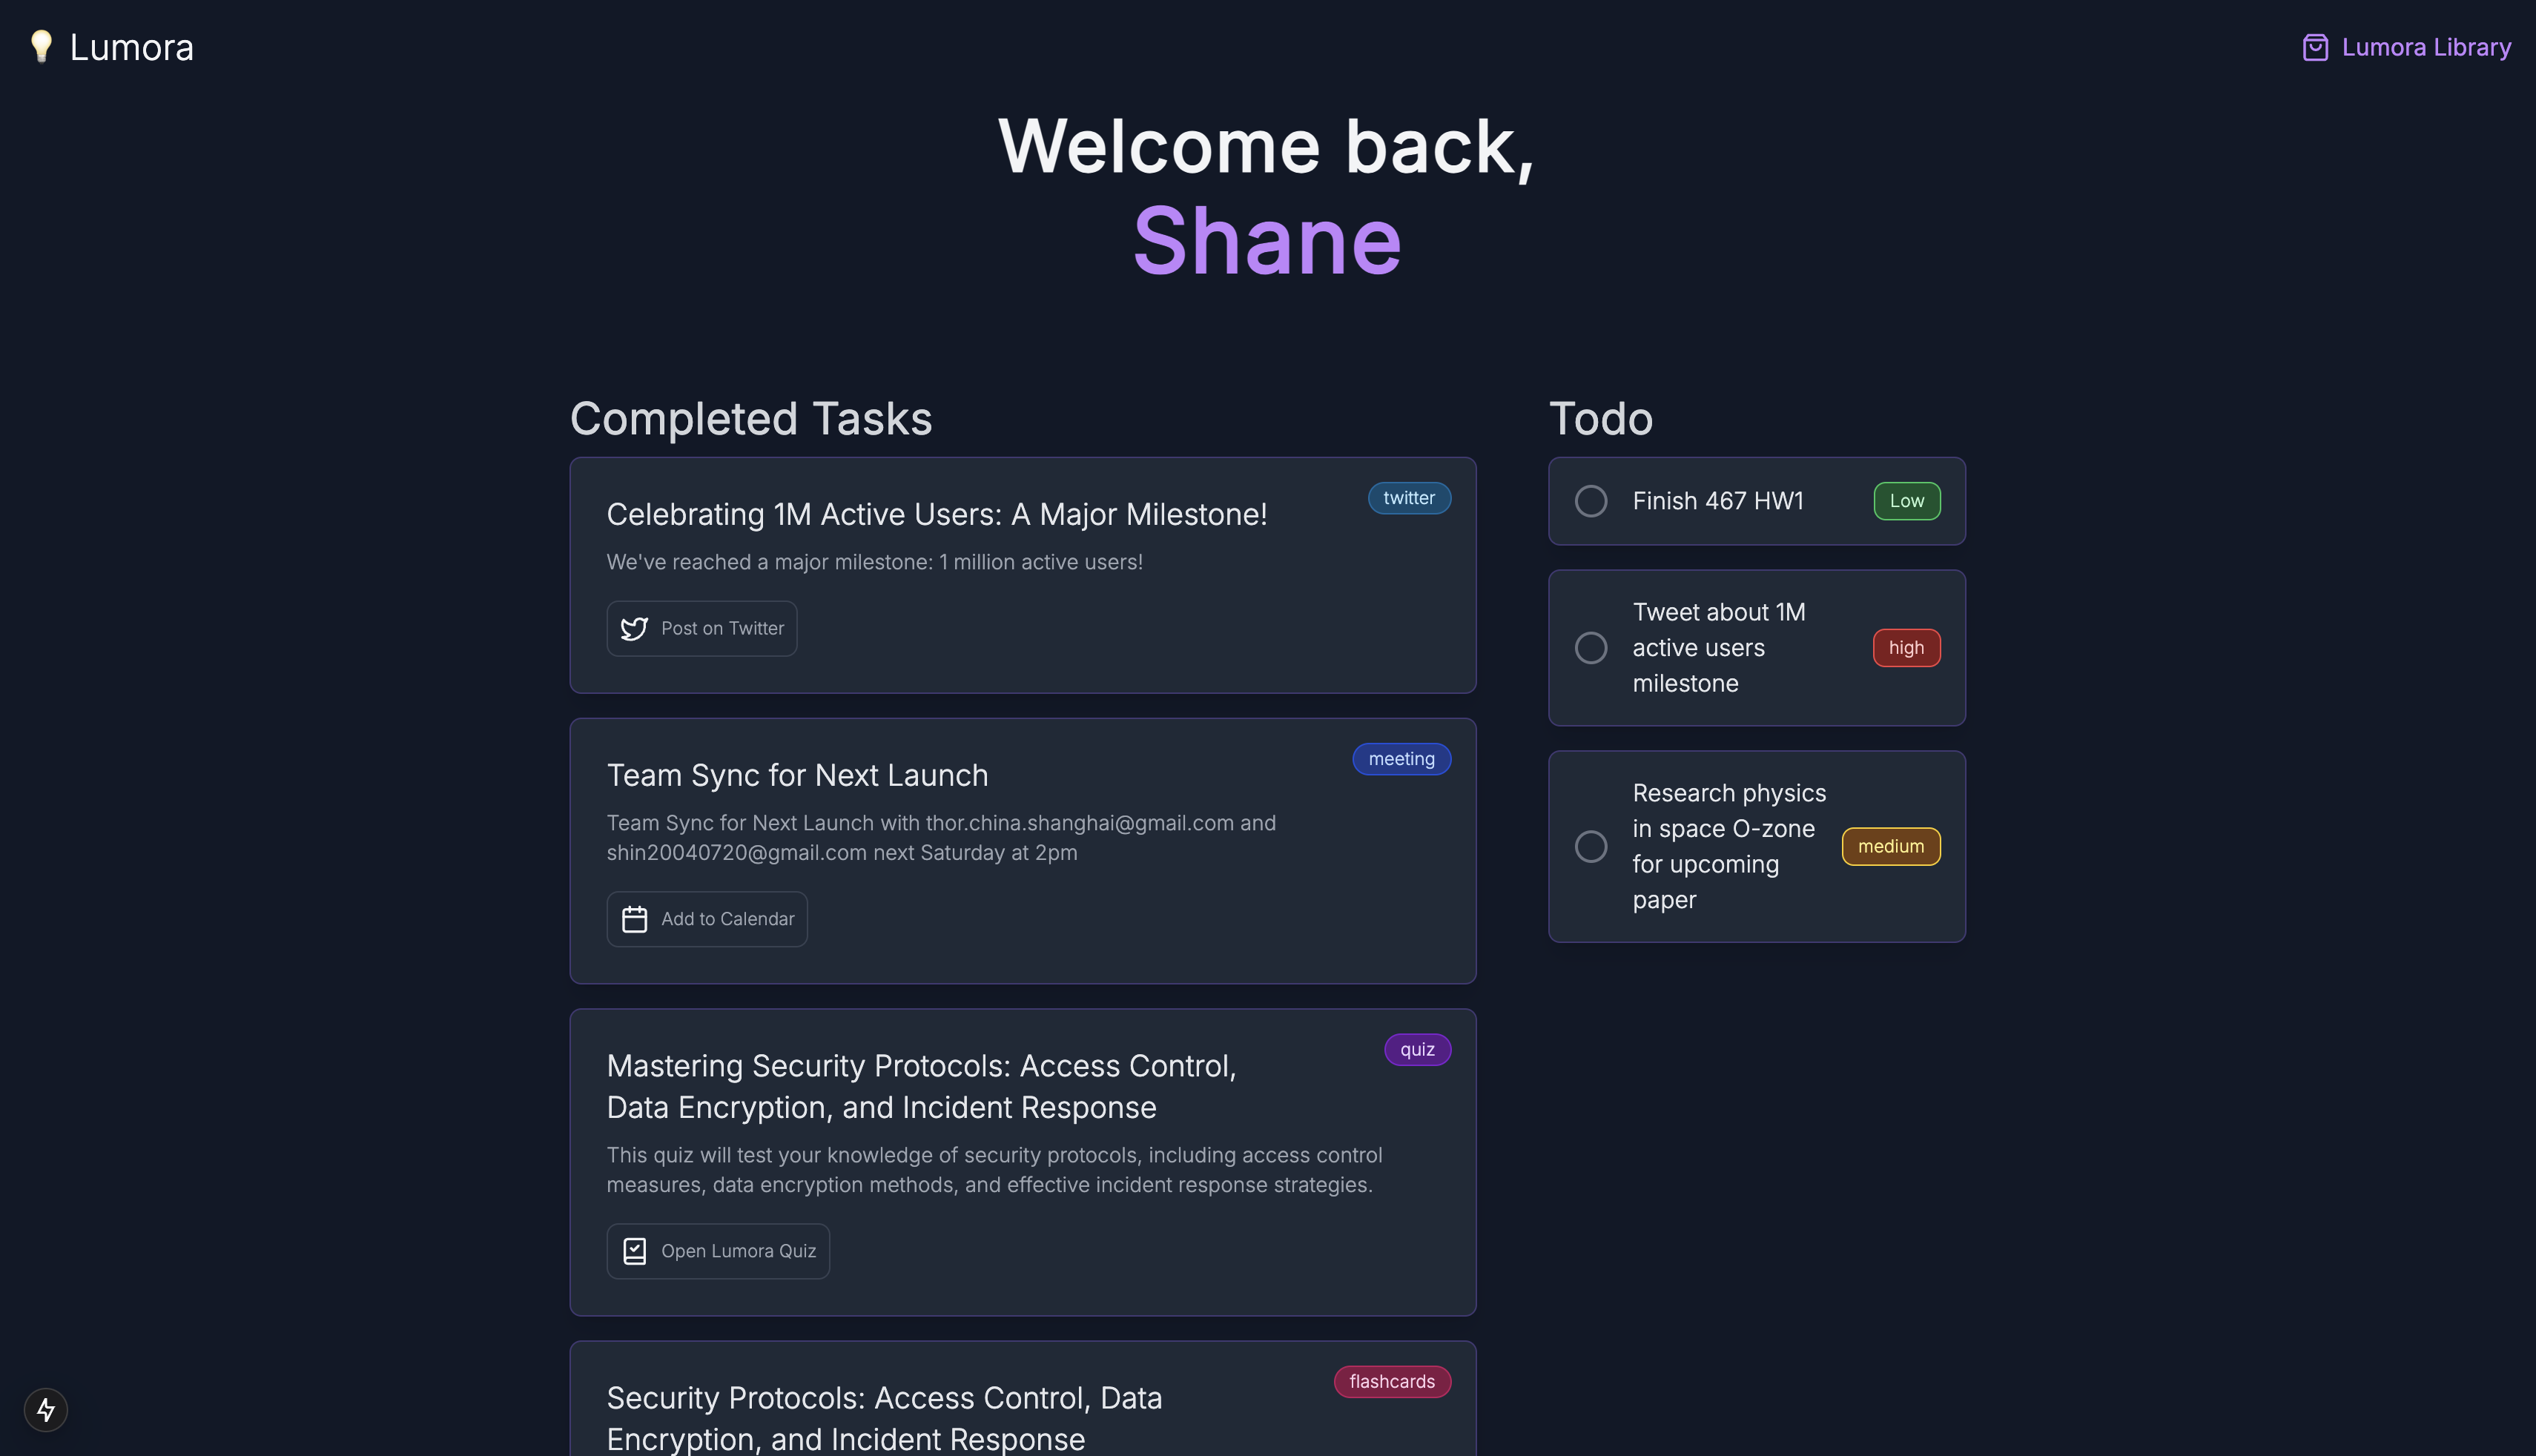 Lumora
Lumora Library
Welcome back,
Shane
Completed Tasks
Celebrating 1M Active Users: A Major Milestone!
twitter
We've reached a major milestone: 1 million active users!
Post on Twitter
Team Sync for Next Launch
meeting
Team Sync for Next Launch with thor.china.shanghai@gmail.com and
shin20040720@gmail.com next Saturday at 2pm
Add to Calendar
Mastering Security Protocols: Access Control,
Data Encryption, and Incident Response
quiz
This quiz will test your knowledge of security protocols, including access control
measures, data encryption methods, and effective incident response strategies.
Open Lumora Quiz
Security Protocols: Access Control, Data
Encryption, and Incident Response
flashcards
Todo
Finish 467 HW1
Low
Tweet about 1M
active users
milestone
high
Research physics
in space O-zone
for upcoming
paper
medium